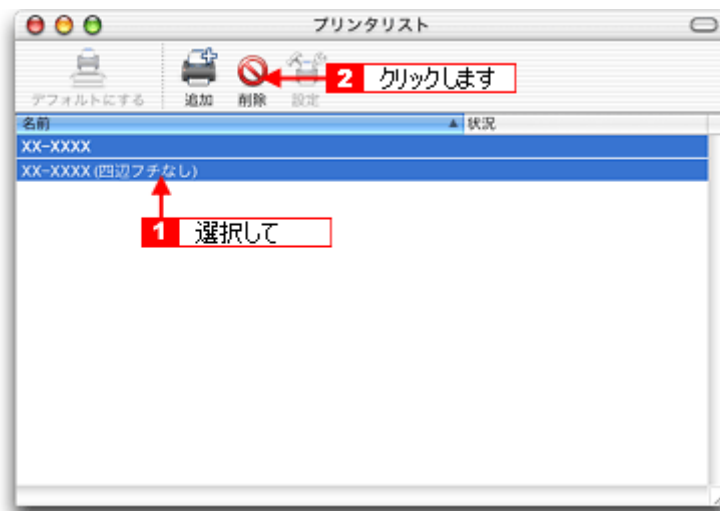 プリンタリスト
デフォルトにする 追加 削除 設定
2 クリックします
名前 状況
XX-XXXX
XX-XXXX (四辺フチなし)
1 選択して